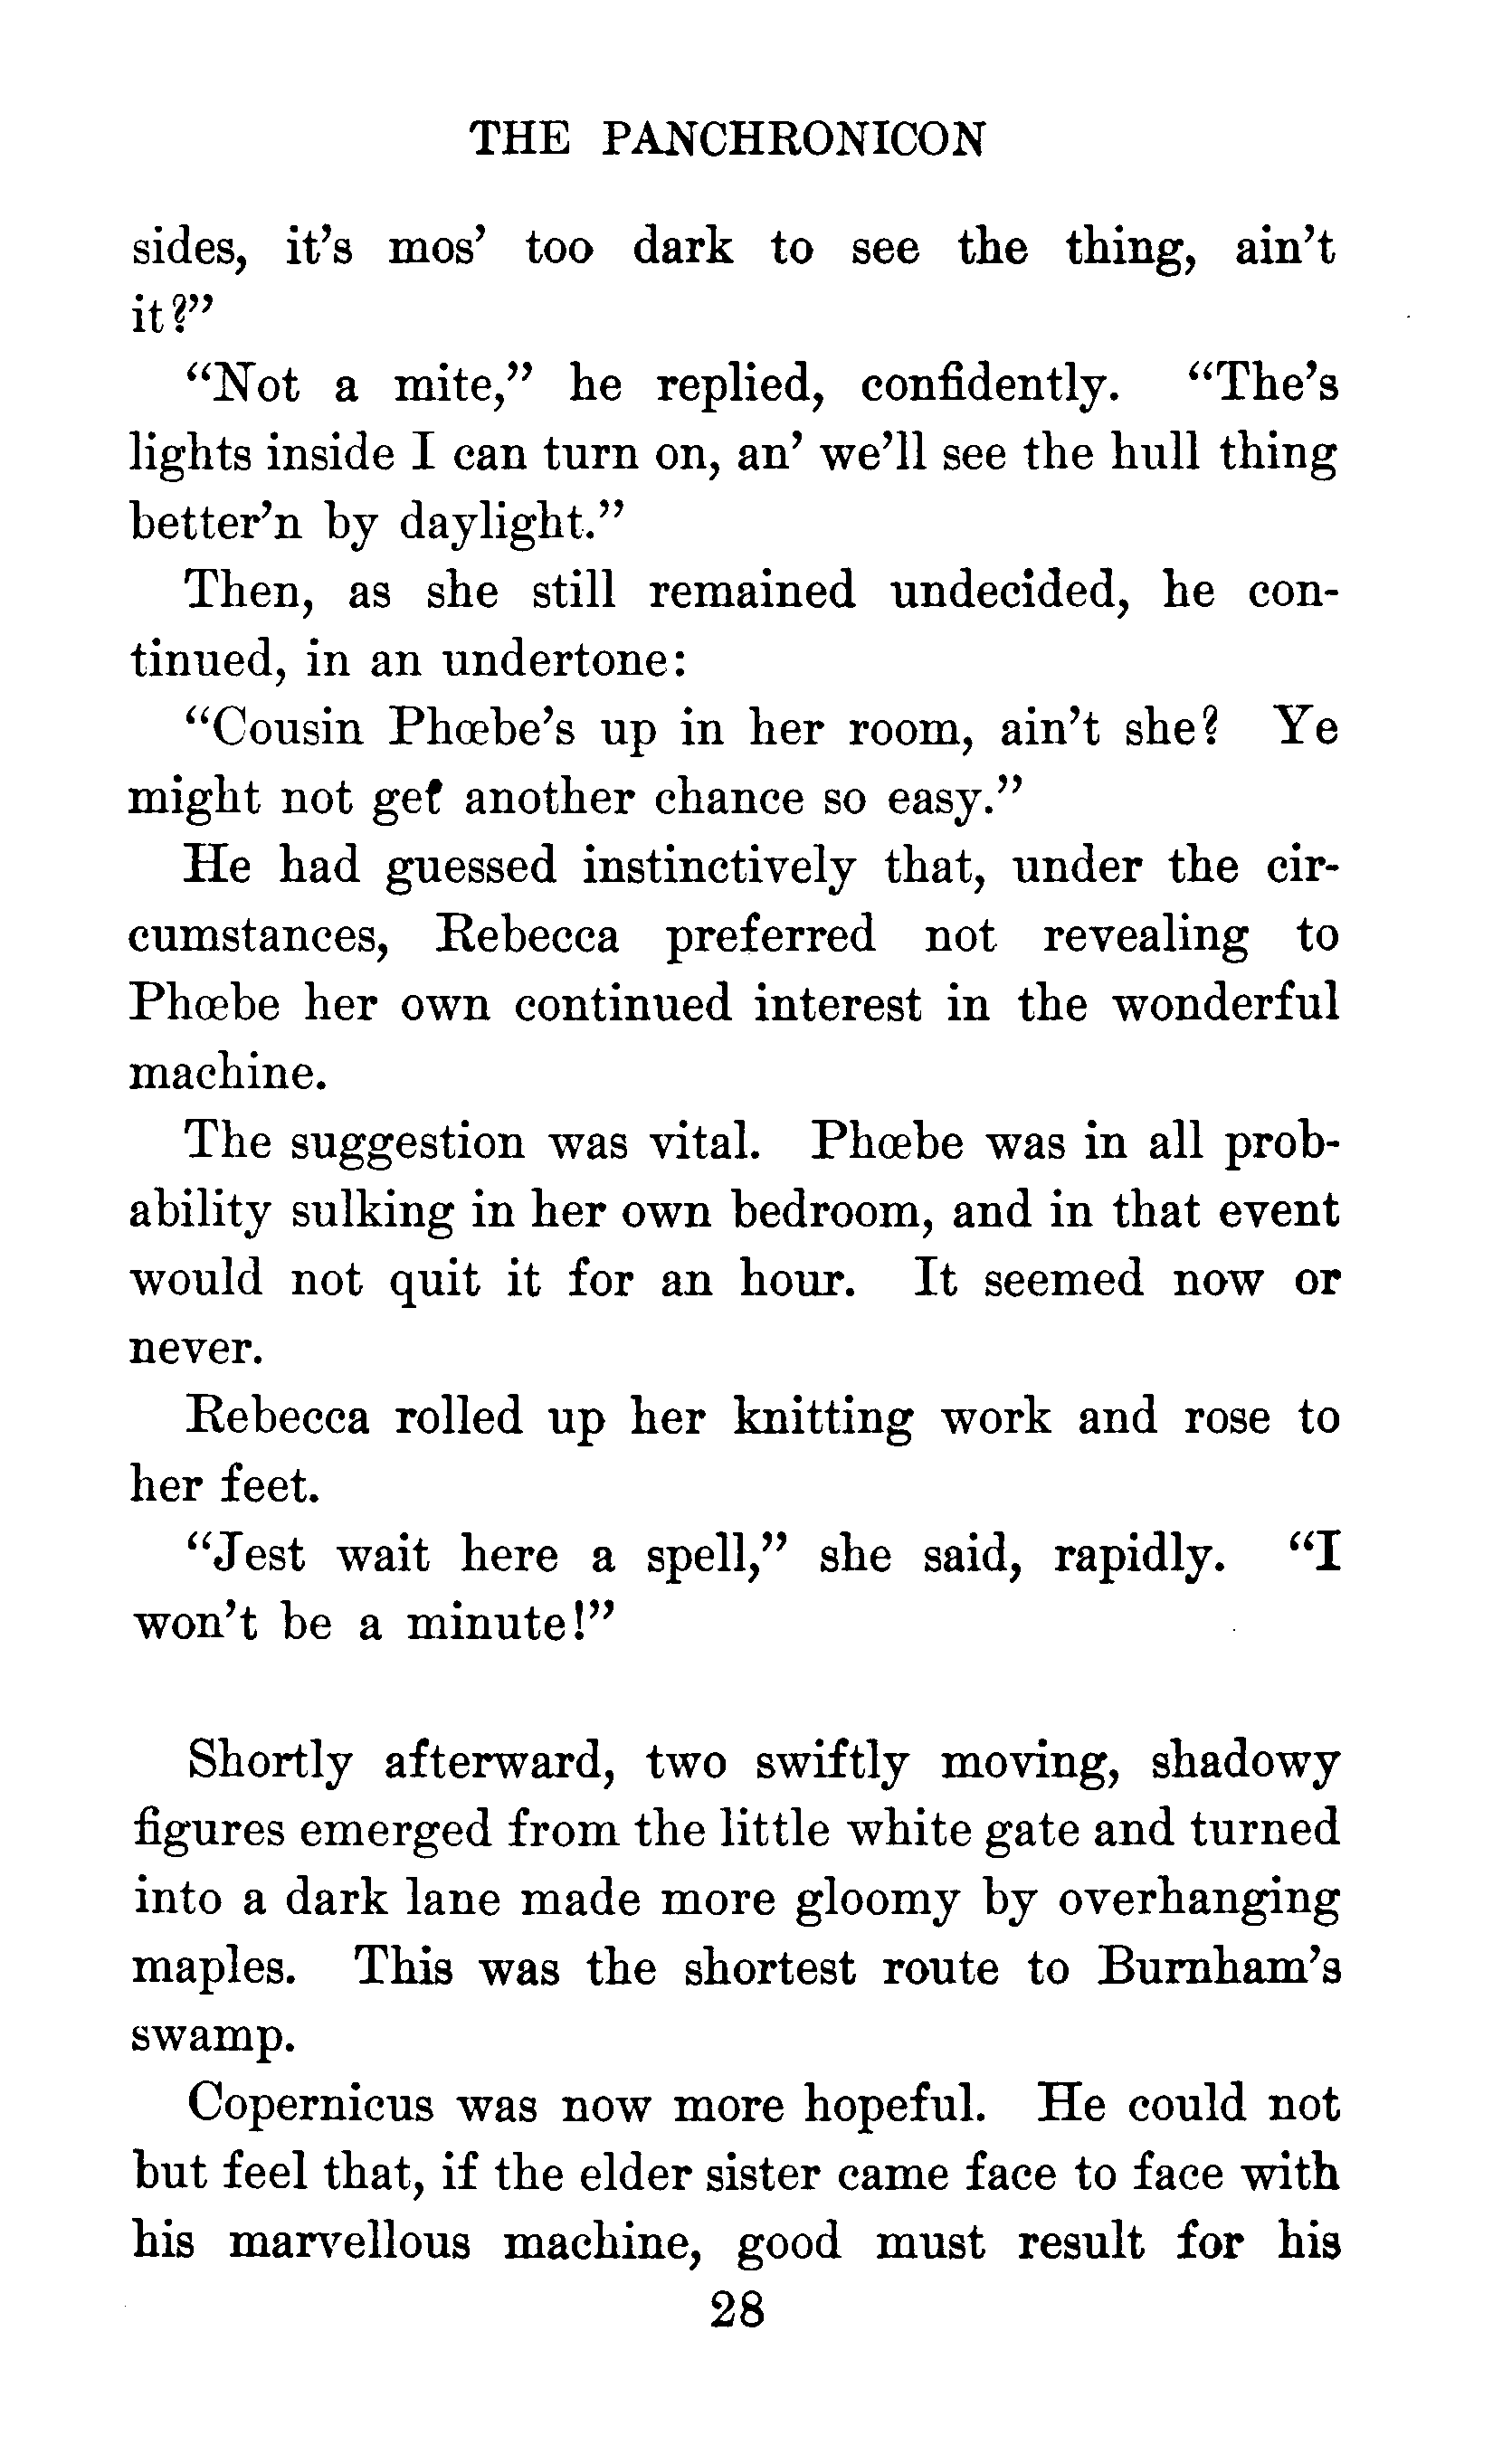 THE PANCHRONICON
sides, it's mos' too dark to see the thing, ain't
it?"
"Not a mite," he replied, confidently. "The's
lights inside I can turn on, an' we'll see the hull thing
better'n by daylight."
Then, as she still remained undecided, he con-
tinued, in an undertone:
"Cousin Phœbe's up in her room, ain't she? Ye
might not get another chance so easy."
He had guessed instinctively that, under the cir-
cumstances, Rebecca preferred not revealing to
Phœbe her own continued interest in the wonderful
machine.
The suggestion was vital. Phœbe was in all prob-
ability sulking in her own bedroom, and in that event
would not quit it for an hour. It seemed now or
never.
Rebecca rolled up her knitting work and rose to
her feet.
"Jest wait here a spell," she said, rapidly. "I
won't be a minute!"
Shortly afterward, two swiftly moving, shadowy
figures emerged from the little white gate and turned
into a dark lane made more gloomy by overhanging
maples. This was the shortest route to Burnham's
swamp.
Copernicus was now more hopeful. He could not
but feel that, if the elder sister came face to face with
his marvellous machine, good must result for his
28